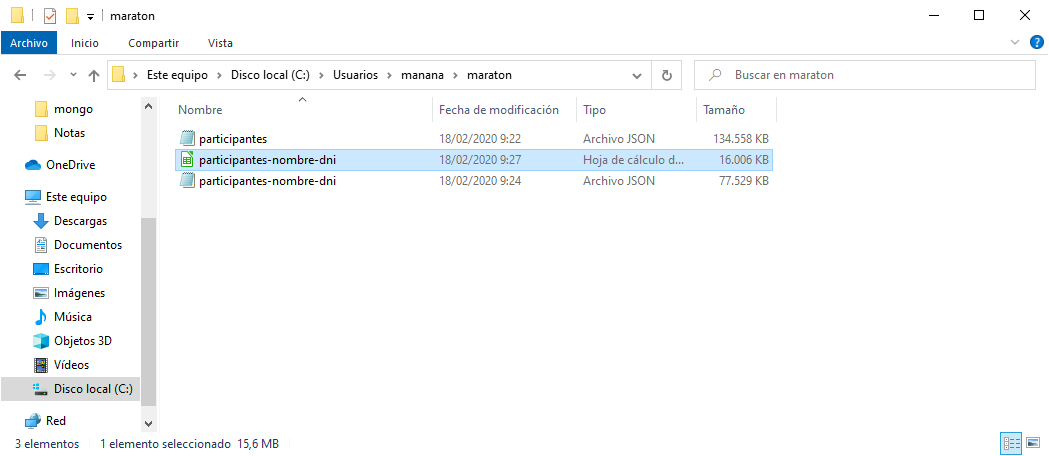 maraton
Archivo Inicio Compartir Vista
Este equipo Disco local (C:) Usuarios manana maraton Buscar en maraton
mongo
Notas
OneDrive
Este equipo
Descargas
Documentos
Escritorio
Imágenes
Música
Objetos 3D
Vídeos
Disco local (C:)
Red
Nombre Fecha de modificación Tipo Tamaño
participantes 18/02/2020 9:22 Archivo JSON 134.558 KB
participantes-nombre-dni 18/02/2020 9:27 Hoja de cálculo d... 16.006 KB
participantes-nombre-dni 18/02/2020 9:24 Archivo JSON 77.529 KB
3 elementos 1 elemento seleccionado 15,6 MB